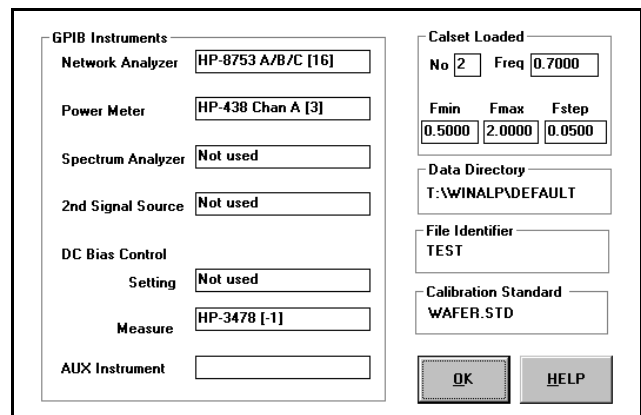 GPIB Instruments
Network Analyzer HP-8753 A/B/C [16]
Power Meter HP-438 Chan A [3]
Spectrum Analyzer Not used
2nd Signal Source Not used
DC Bias Control
Setting Not used
Measure HP-3478 [-1]
AUX Instrument
Calset Loaded
No 2 Freq 0.7000
Fmin Fmax Fstep
0.5000 2.0000 0.0500
Data Directory
T:\WINALP\DEFAULT
File Identifier
TEST
Calibration Standard
WAFER.STD
OK HELP